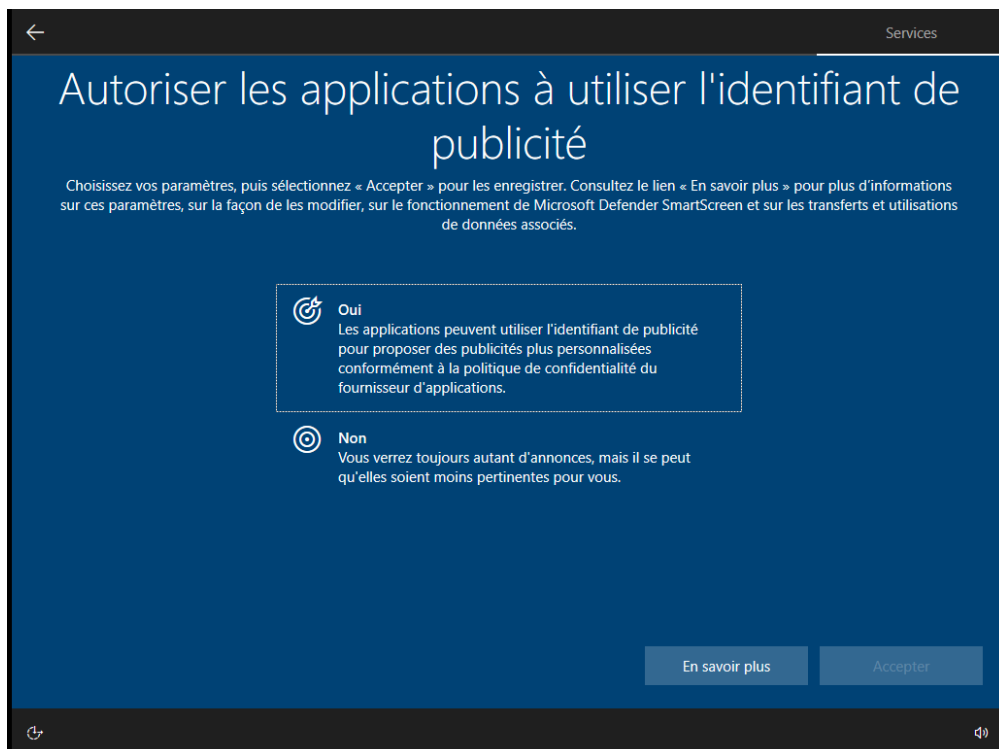 Services
Autoriser les applications à utiliser l'identifiant de
publicité
Choisissez vos paramètres, puis sélectionnez « Accepter » pour les enregistrer. Consultez le lien « En savoir plus » pour plus d'informations
sur ces paramètres, sur la façon de les modifier, sur le fonctionnement de Microsoft Defender SmartScreen et sur les transferts et utilisations
de données associés.
Oui
Les applications peuvent utiliser l'identifiant de publicité
pour proposer des publicités plus personnalisées
conformément à la politique de confidentialité du
fournisseur d'applications.
Non
Vous verrez toujours autant d'annonces, mais il se peut
qu'elles soient moins pertinentes pour vous.
En savoir plus
Accepter